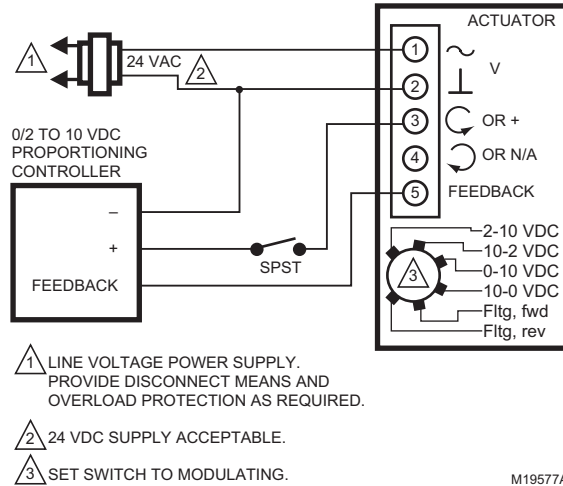 ACTUATOR
1
24 VAC
2
1
V
2
3
OR +
0/2 TO 10 VDC
PROPORTIONING
CONTROLLER
4
OR N/A
5
FEEDBACK
–
+
SPST
FEEDBACK
3
2-10 VDC
10-2 VDC
0-10 VDC
10-0 VDC
Fltg, fwd
Fltg, rev
1 LINE VOLTAGE POWER SUPPLY.
PROVIDE DISCONNECT MEANS AND
OVERLOAD PROTECTION AS REQUIRED.
2 24 VDC SUPPLY ACCEPTABLE.
3 SET SWITCH TO MODULATING.
M19577A